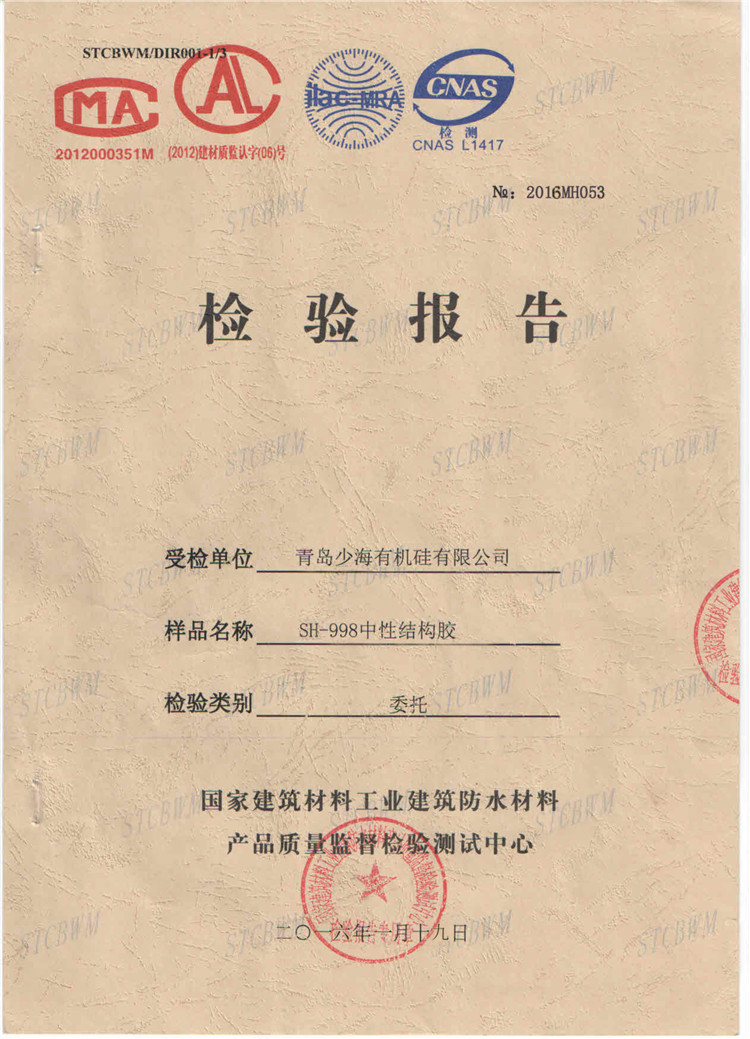 STCBWM/DIR001-1/3
MA
AL
ilac-MRA
CNAS
检 测
CNAS L1417
2012000351M
(2012)建材质监认字(06)号
№: 2016MH053
检 验 报 告
受检单位 青岛少海有机硅有限公司
样品名称 SH-998中性结构胶
检验类别 委托
国家建筑材料工业建筑防水材料
产品质量监督检验测试中心
二〇一六年一月十九日
STCBWM